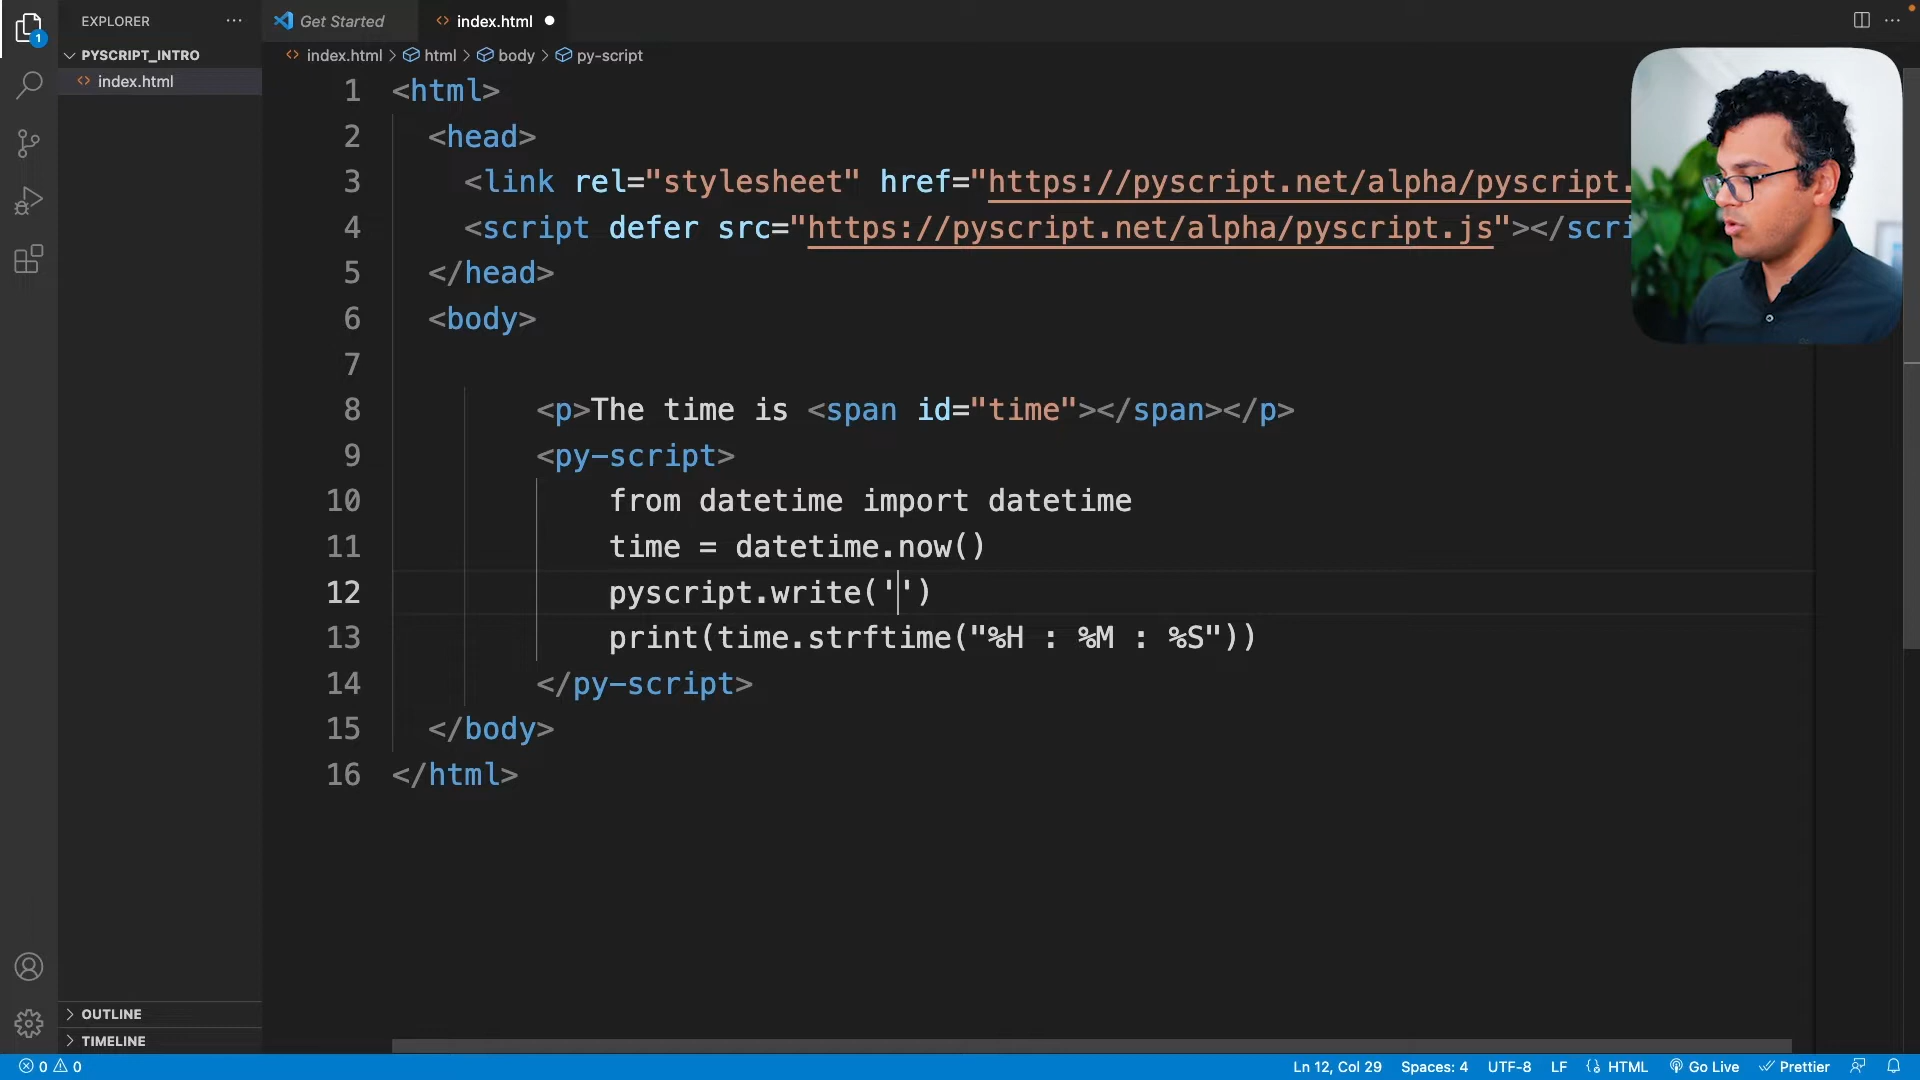 EXPLORER
Get Started
index.html
1
PYSCRIPT_INTRO
index.html
index.html > html > body > py-script
1 <html>
2 <head>
3 <link rel="stylesheet" href="https://pyscript.net/alpha/pyscript.
4 <script defer src="https://pyscript.net/alpha/pyscript.js"></scri
5 </head>
6 <body>
7
8 <p>The time is <span id="time"></span></p>
9 <py-script>
10 from datetime import datetime
11 time = datetime.now()
12 pyscript.write('')
13 print(time.strftime("%H : %M : %S"))
14 </py-script>
15 </body>
16 </html>
OUTLINE
TIMELINE
0 0
Ln 12, Col 29 Spaces: 4 UTF-8 LF HTML Go Live Prettier